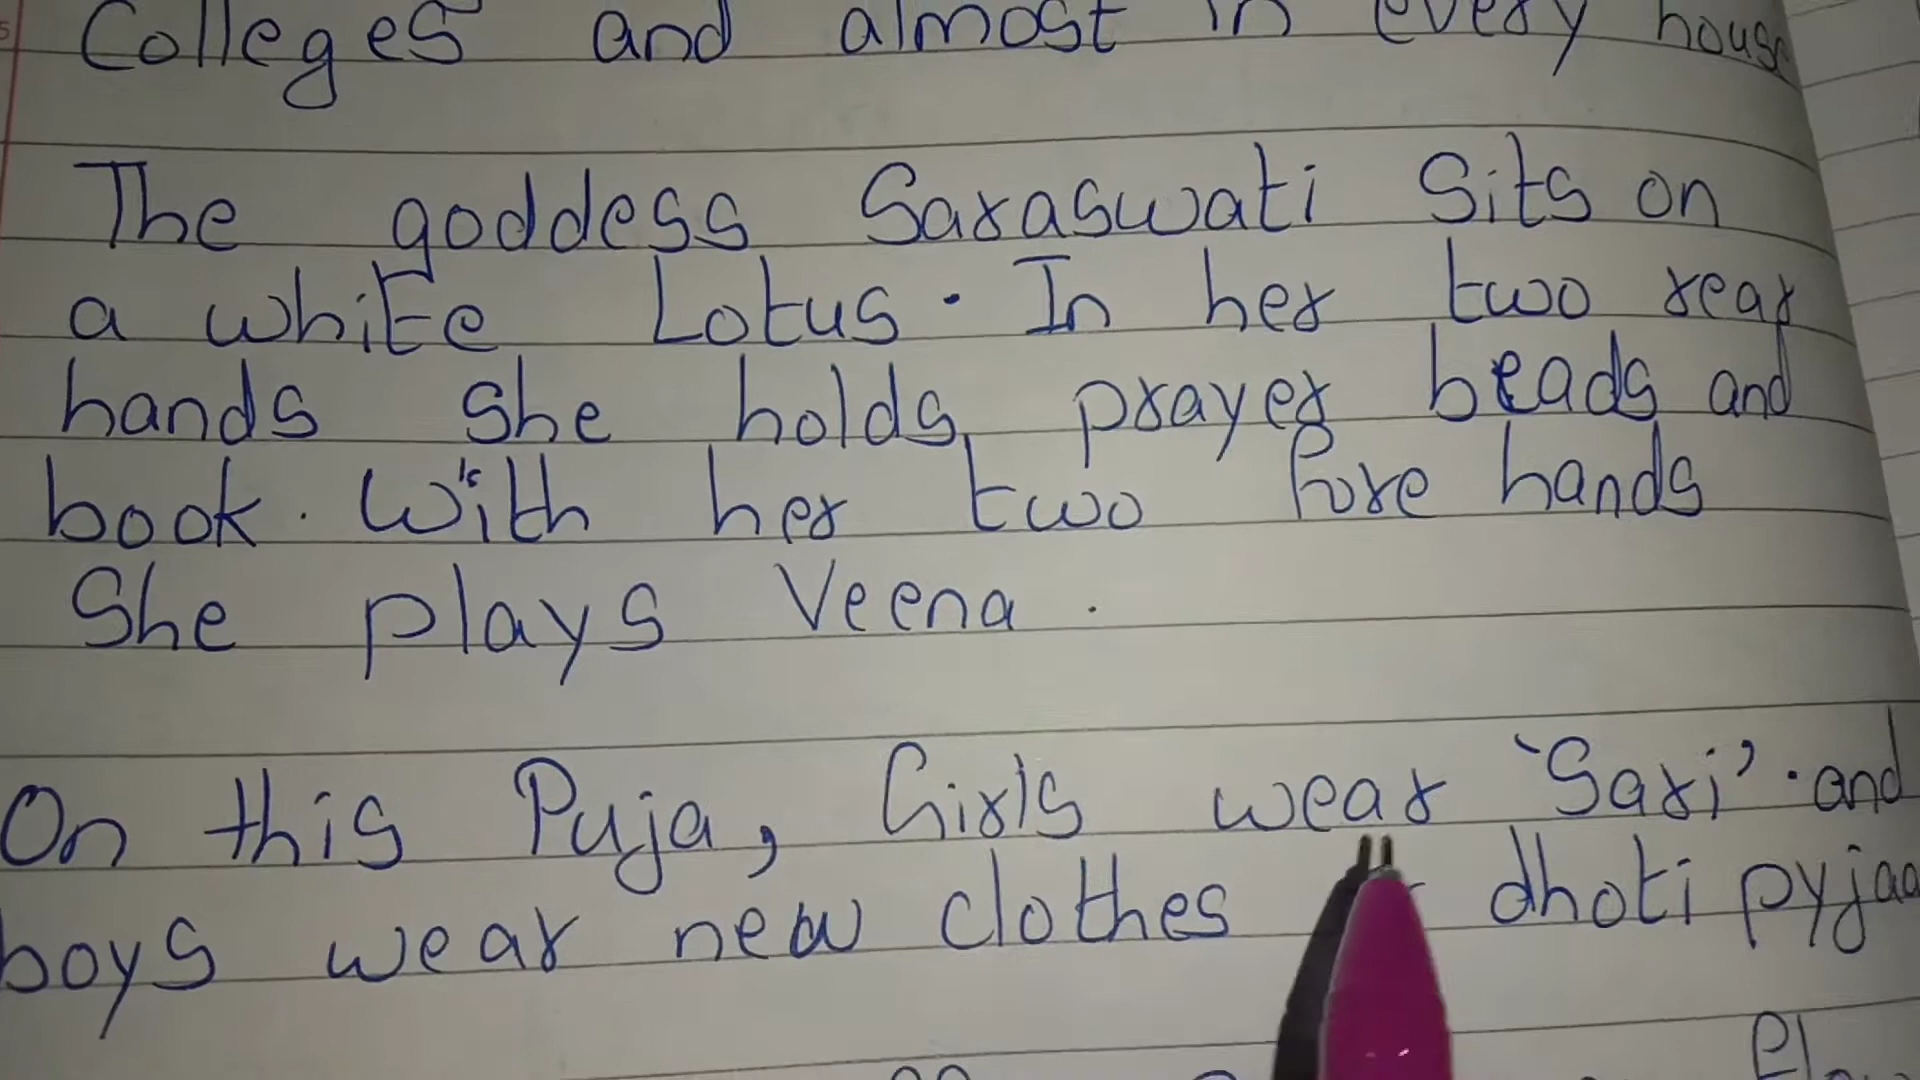 Colleges and almost in every house
The goddess Saraswati Sits on
a white Lotus. In her two rear
hands she holds prayer beads and
book. With her two fore hands
She plays Veena.
On this Puja, Girls wear 'Sari'. and
boys wear new clothes dhoti pyjaa